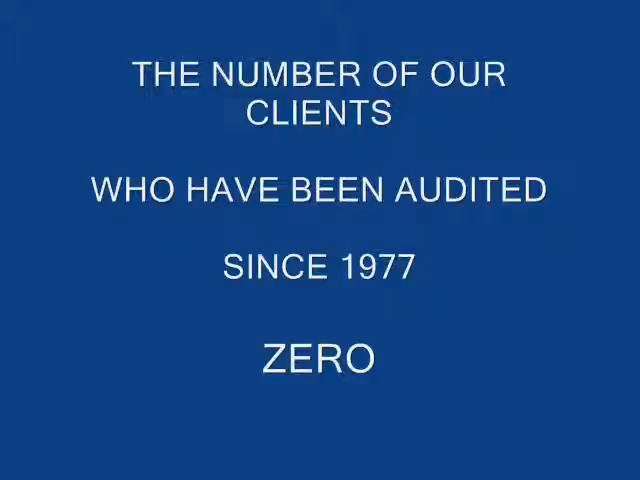 THE NUMBER OF OUR
CLIENTS
WHO HAVE BEEN AUDITED
SINCE 1977
ZERO